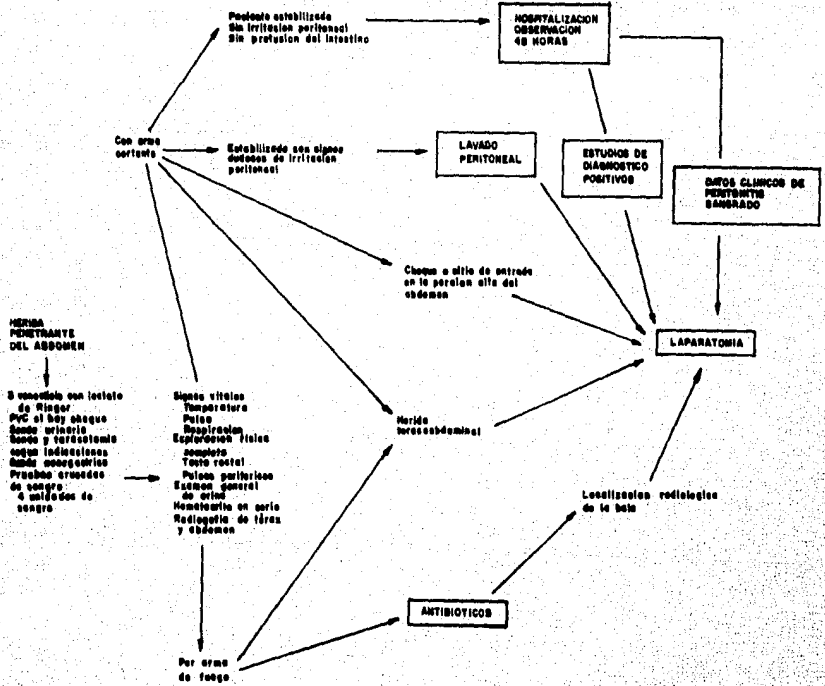 Paciente estabilizado
Sin irritacion peritoneal
Sin protusion del intestino
HOSPITALIZACION
OBSERVACION
48 HORAS
Con arma
cortante
Estabilizado con signos
dudosos de irritacion
peritoneal
LAVADO
PERITONEAL
ESTUDIOS DE
DIAGNOSTICO
POSITIVOS
DATOS CLINICOS DE
PERITONITIS
SANGRADO
Choque o sitio de entrada
en la porcion alta del
abdomen
HERIDA
PENETRANTE
DEL ABDOMEN
LAPARATOMIA
3 venoclisis con lactato
de Ringer
PVC si hay choque
Sonda urinaria
Sonda y toracotomia
segun indicaciones
Sonda nasogastrica
Pruebas cruzadas
de sangre
4 unidades de
sangre
Signos vitales
Temperatura
Pulso
Respiracion
Exploracion fisica
completa
Tacto rectal
Pulsos perifericos
Examen general
de orina
Hematocrito en serie
Radiografia de tórax
y abdomen
Herida
toracoabdominal
Localizacion radiologica
de la bala
ANTIBIOTICOS
Por arma
de fuego